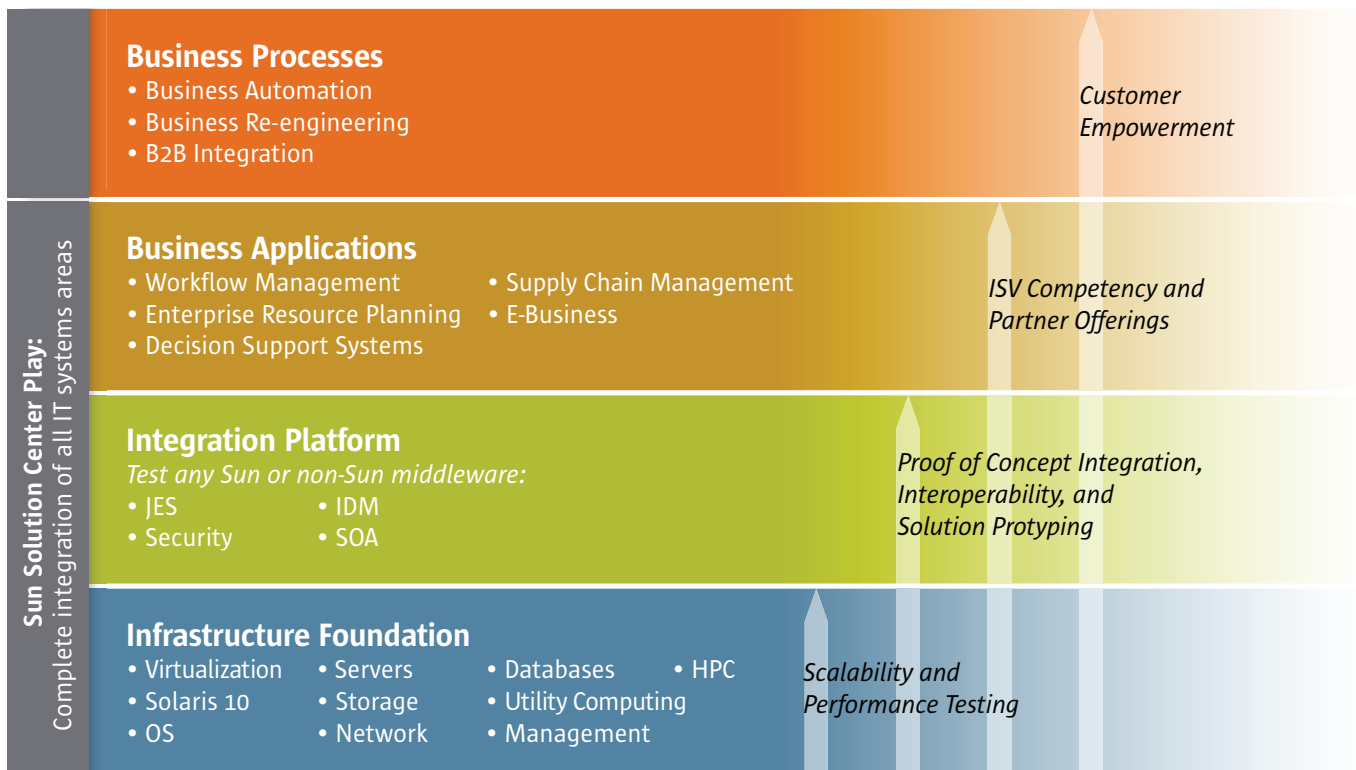 Business Processes
• Business Automation
• Business Re-engineering
• B2B Integration
Customer
Empowerment
Business Applications
• Workflow Management
• Enterprise Resource Planning
• Decision Support Systems
• Supply Chain Management
• E-Business
ISV Competency and
Partner Offerings
Integration Platform
Test any Sun or non-Sun middleware:
• JES
• Security
• IDM
• SOA
Proof of Concept Integration,
Interoperability, and
Solution Protyping
Infrastructure Foundation
• Virtualization
• Solaris 10
• OS
• Servers
• Storage
• Network
• Databases
• Utility Computing
• Management
• HPC
Scalability and
Performance Testing
Sun Solution Center Play:
Complete integration of all IT systems areas